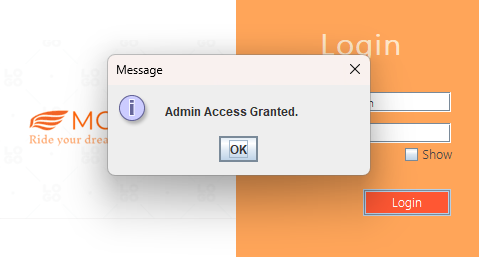 Login
Message
Admin Access Granted.
OK
MO
Ride your drea
Show
Login